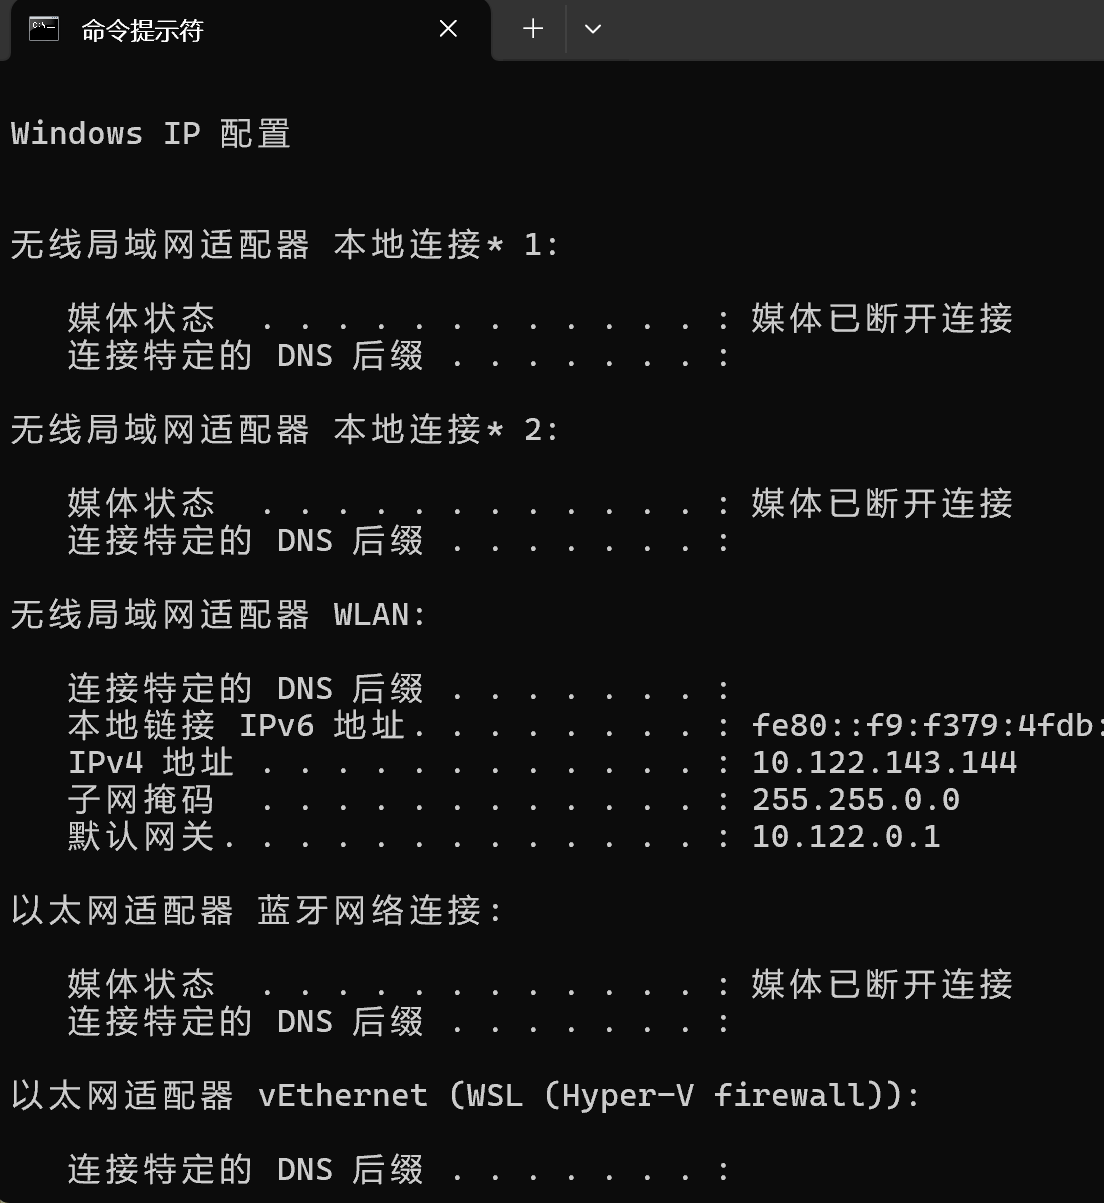 命令提示符
Windows IP 配置
无线局域网适配器 本地连接* 1:
媒体状态  . . . . . . . . . . . . : 媒体已断开连接
连接特定的 DNS 后缀 . . . . . . . :
无线局域网适配器 本地连接* 2:
媒体状态  . . . . . . . . . . . . : 媒体已断开连接
连接特定的 DNS 后缀 . . . . . . . :
无线局域网适配器 WLAN:
连接特定的 DNS 后缀 . . . . . . . :
本地链接 IPv6 地址. . . . . . . . : fe80::f9:f379:4fdb:
IPv4 地址 . . . . . . . . . . . . : 10.122.143.144
子网掩码  . . . . . . . . . . . . : 255.255.0.0
默认网关. . . . . . . . . . . . . : 10.122.0.1
以太网适配器 蓝牙网络连接:
媒体状态  . . . . . . . . . . . . : 媒体已断开连接
连接特定的 DNS 后缀 . . . . . . . :
以太网适配器 vEthernet (WSL (Hyper-V firewall)):
连接特定的 DNS 后缀 . . . . . . . :